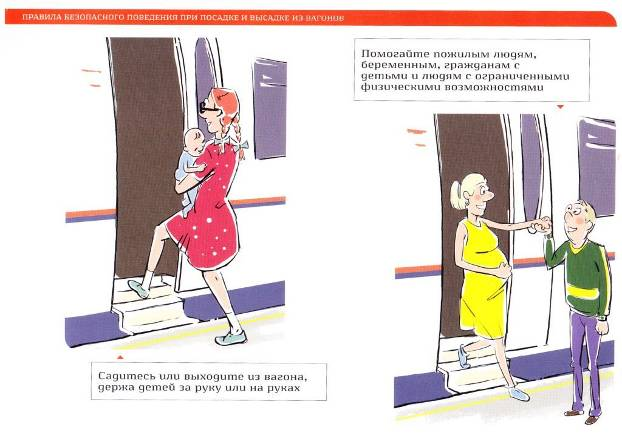 ПРАВИЛА БЕЗОПАСНОГО ПОВЕДЕНИЯ ПРИ ПОСАДКЕ И ВЫСАДКЕ ИЗ ВАГОНОВ
Помогайте пожилым людям,
беременным, гражданам с
детьми и людям с ограниченными
физическими возможностями
Садитесь или выходите из вагона,
держа детей за руку или на руках